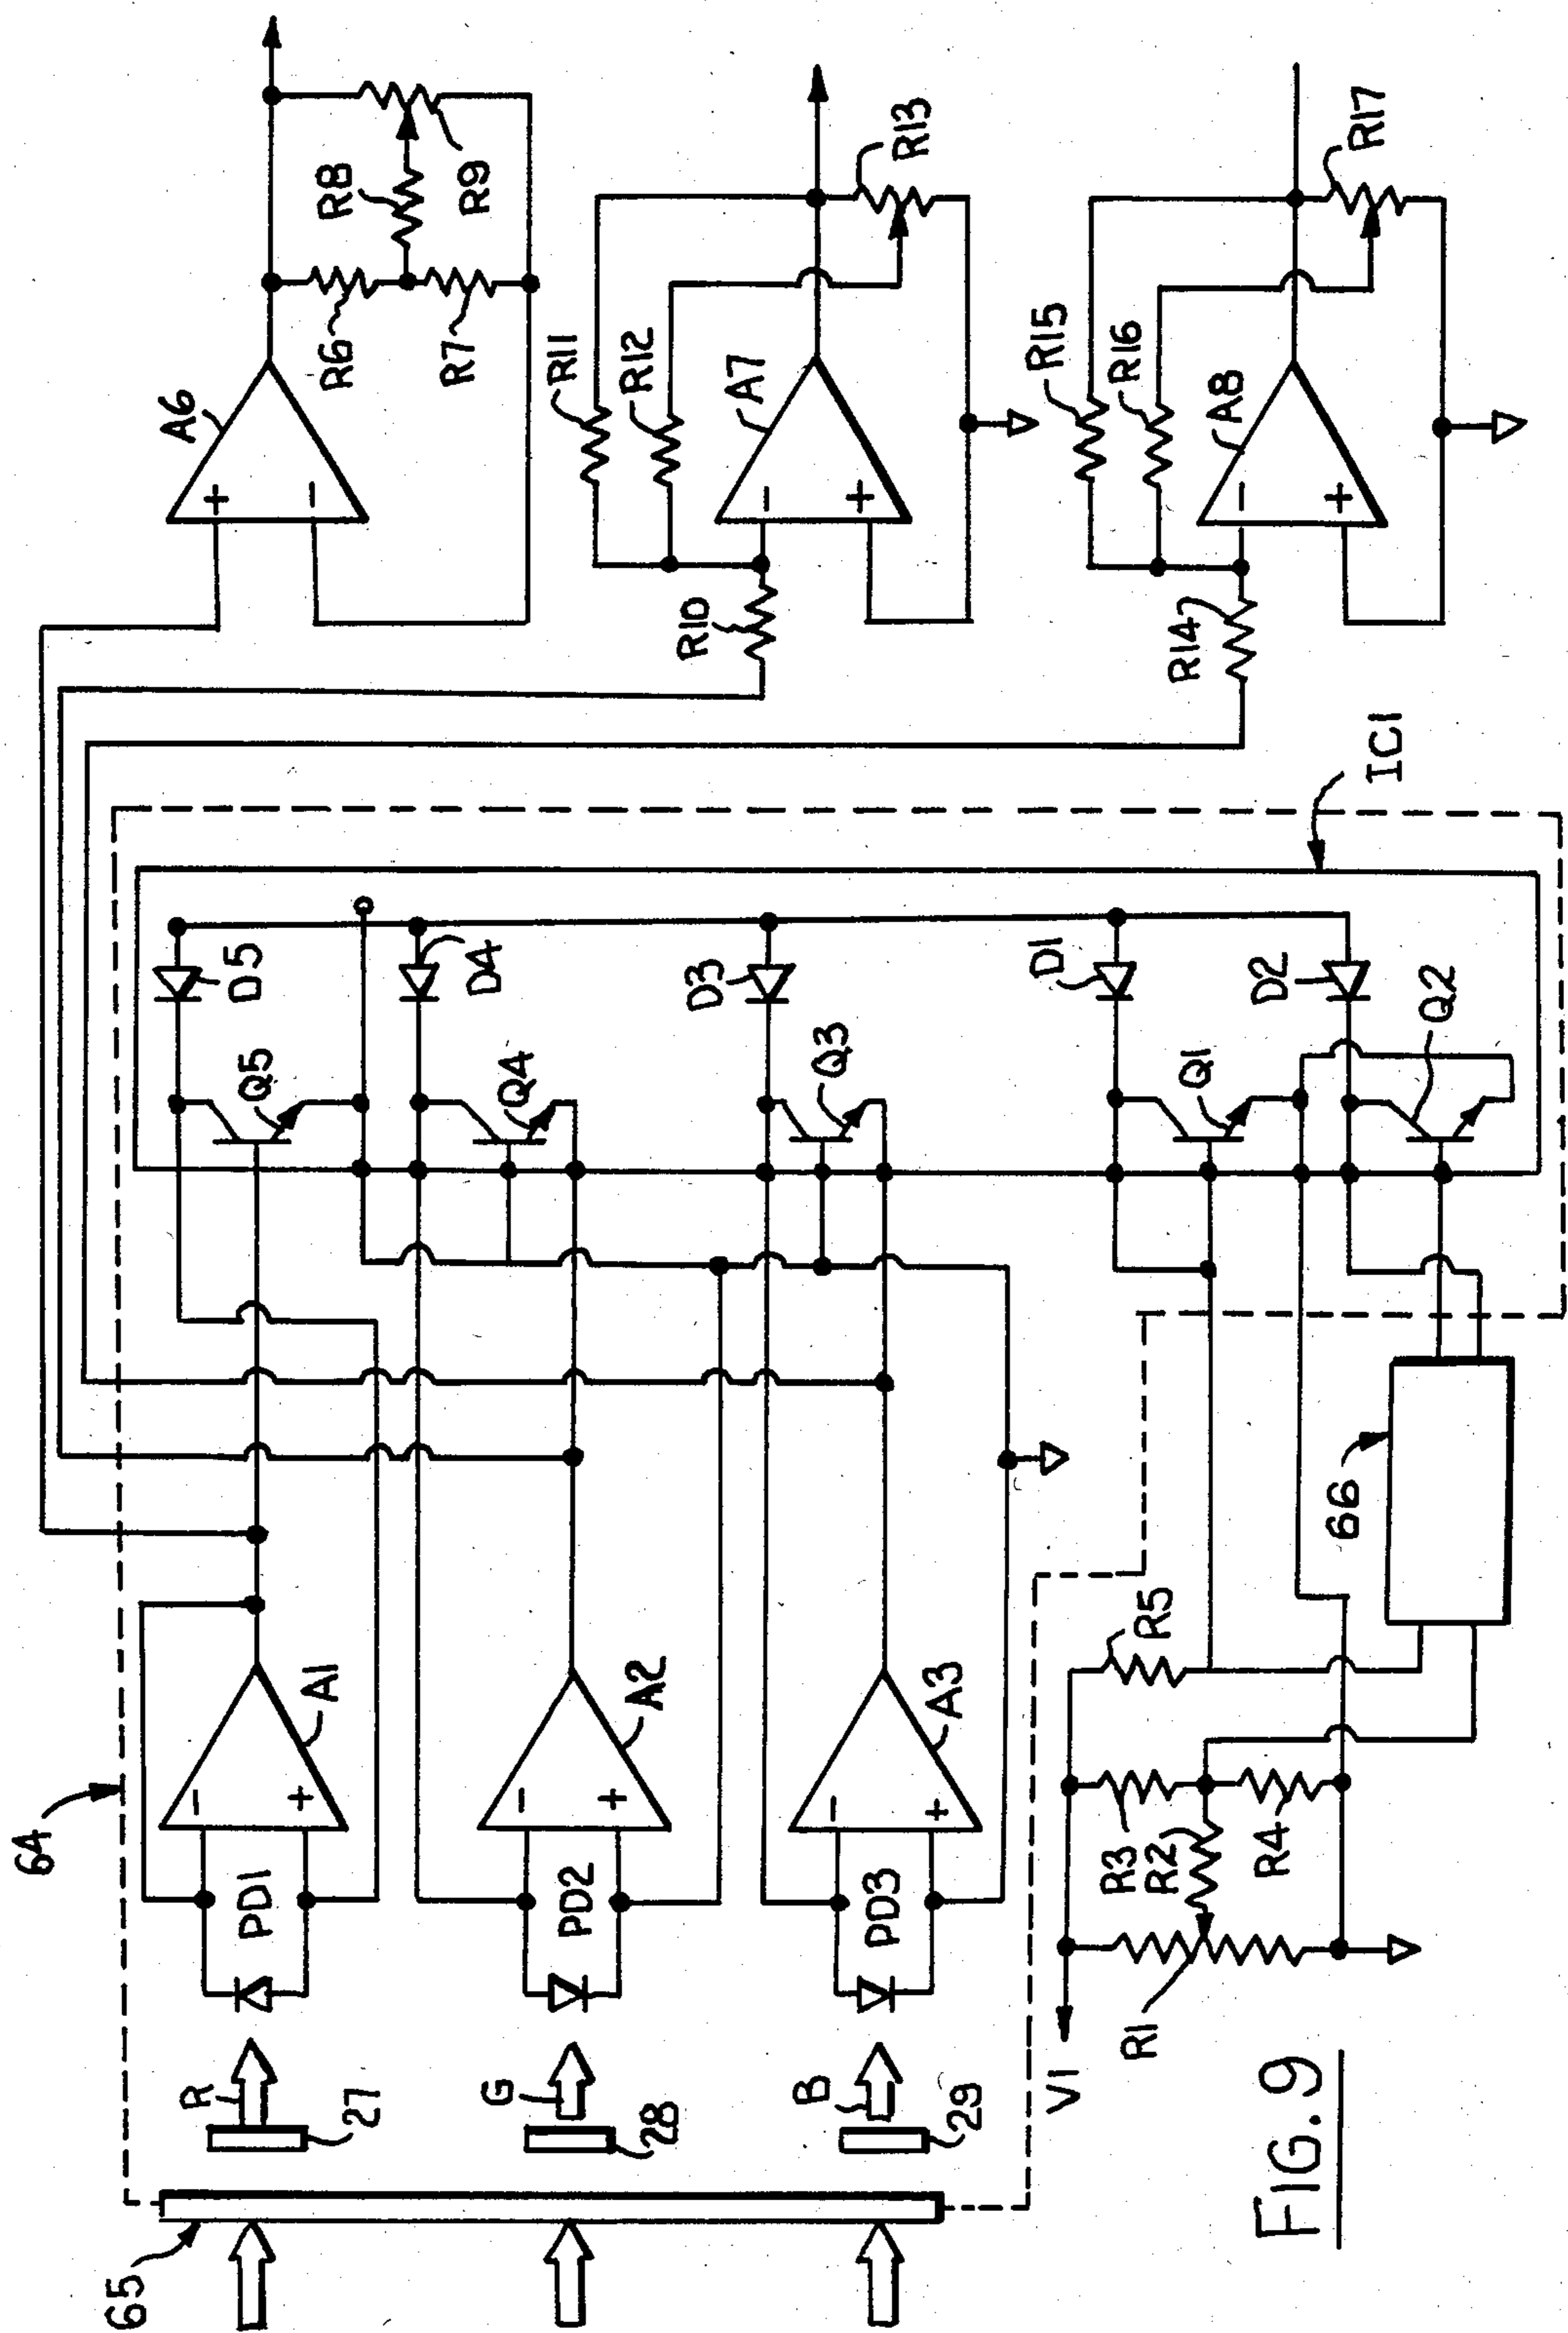 65
64
R
27
PD1
−
+
A1
G
28
PD2
−
+
A2
B
29
PD3
−
+
A3
V1
R1
R2
R3
R4
R5
66
Q5
D5
Q4
D4
Q3
D3
Q1
D1
Q2
D2
IC1
A6
+
−
R6
R7
R8
R9
R10
R11
R12
A7
−
+
R13
R14
R15
R16
A8
−
+
R17
FIG. 9